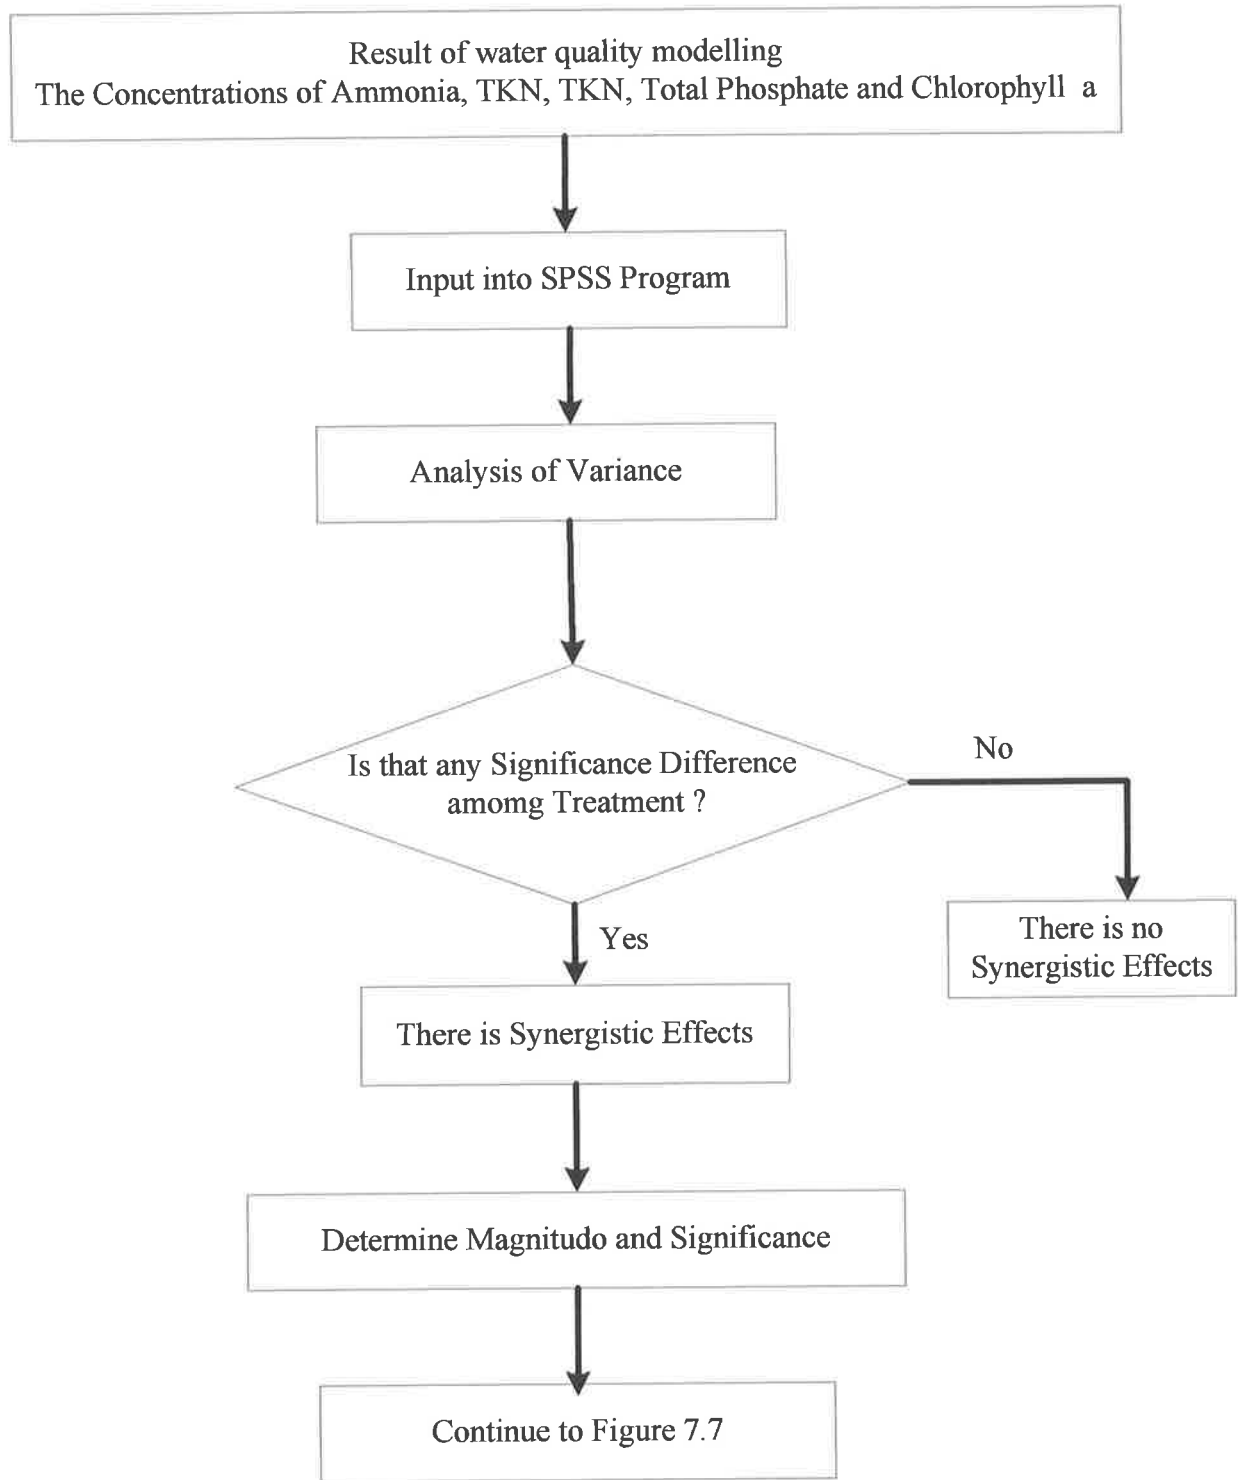 Result of water quality modelling
The Concentrations of Ammonia, TKN, TKN, Total Phosphate and Chlorophyll a
Input into SPSS Program
Analysis of Variance
Is that any Significance Difference
amomg Treatment ?
No
There is no
Synergistic Effects
Yes
There is Synergistic Effects
Determine Magnitudo and Significance
Continue to Figure 7.7